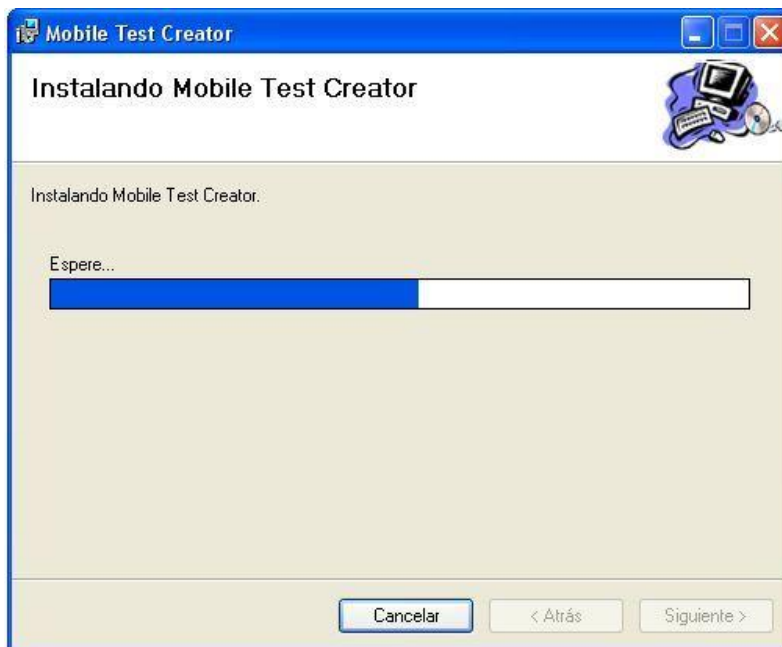 Mobile Test Creator
Instalando Mobile Test Creator
Instalando Mobile Test Creator.
Espere...
Cancelar
< Atrás
Siguiente >